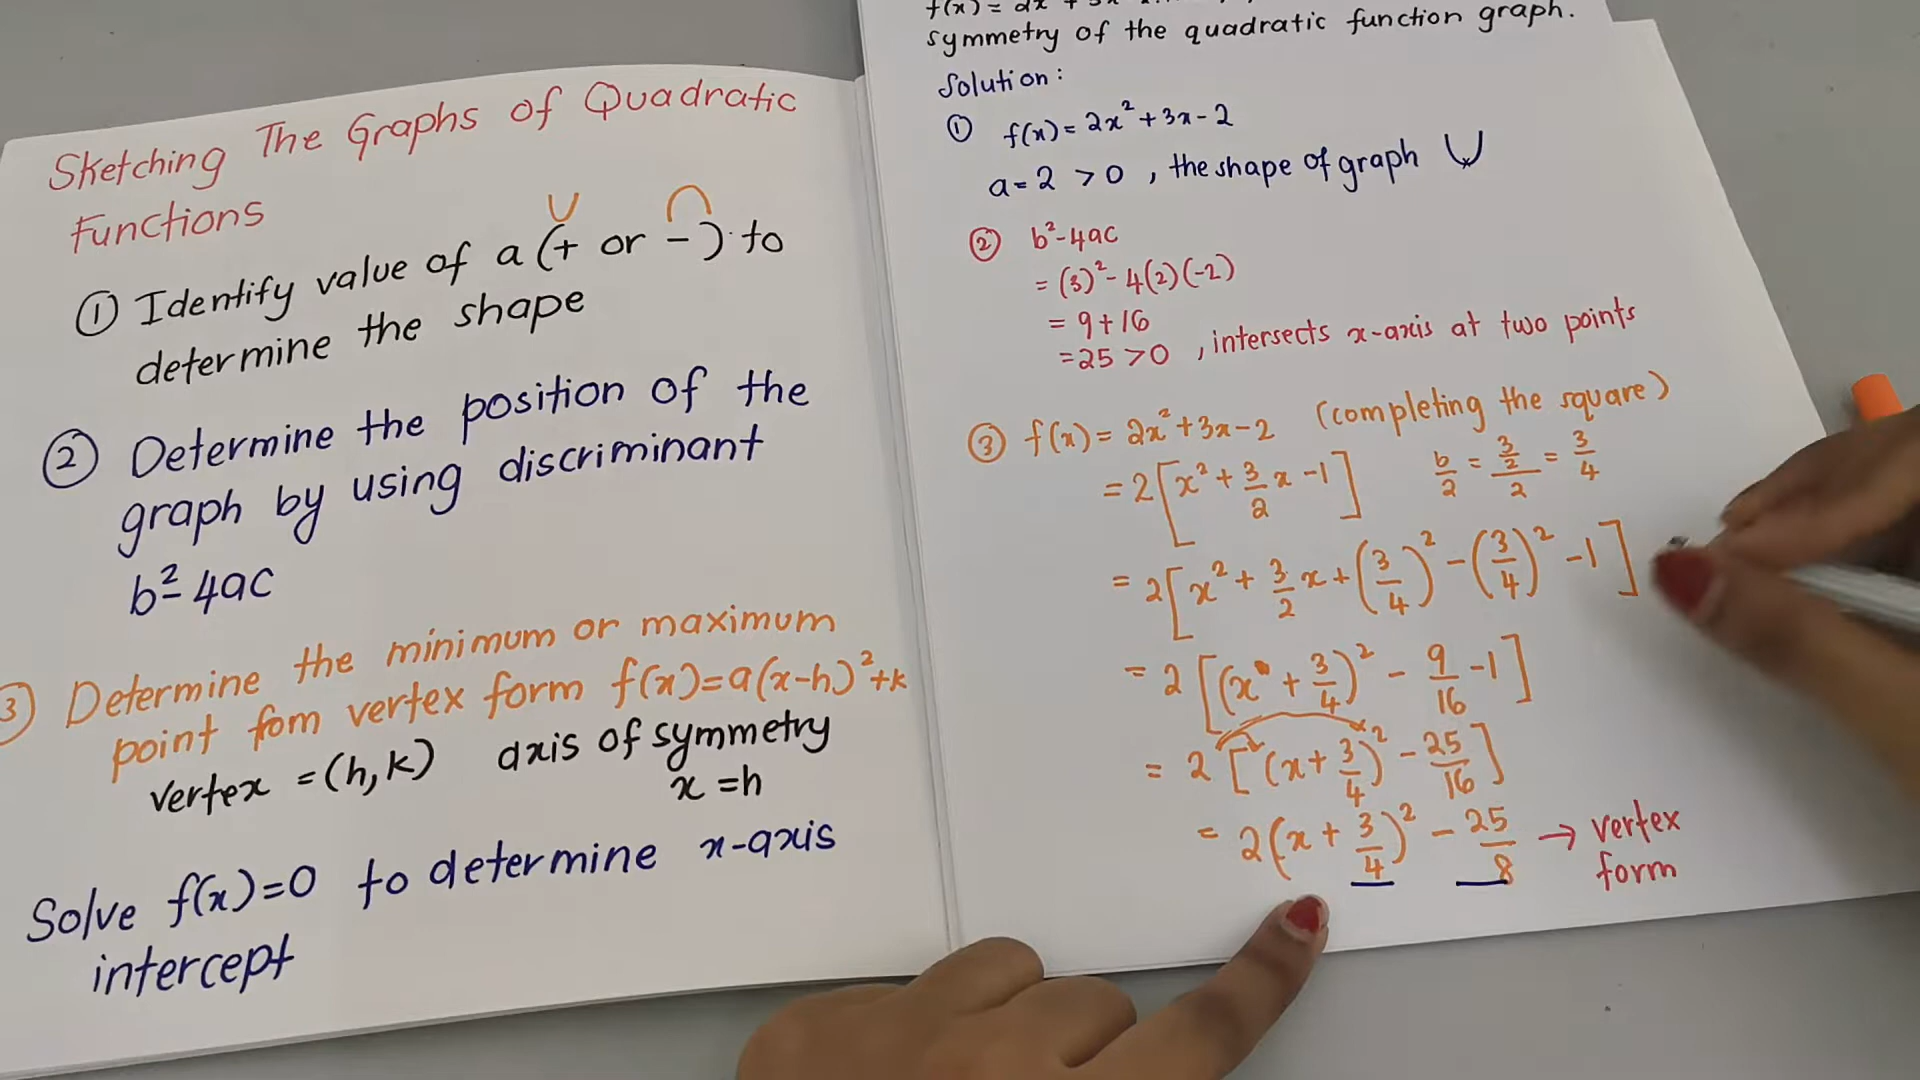 Sketching The Graphs of Quadratic
Functions
① Identify value of a (+ or -) to
determine the shape
② Determine the position of the
graph by using discriminant
b²-4ac
3 Determine the minimum or maximum
point fom vertex form f(x)=a(x-h)²+k
vertex = (h,k) axis of symmetry
x = h
Solve f(x)=0 to determine x-axis
intercept
symmetry of the quadratic function graph.
Solution:
① f(x) = 2x²+3x-2
a = 2 > 0 , the shape of graph
② b²-4ac
= (3)² - 4(2)(-2)
= 9+16
= 25 > 0 , intersects x-axis at two points
③ f(x) = 2x²+3x-2 (completing the square)
= 2[x² + 3/2 x - 1] b/2 = 3/2/2 = 3/4
= 2[x² + 3/2 x + (3/4)² - (3/4)² - 1]
= 2[(x + 3/4)² - 9/16 - 1]
= 2[(x + 3/4)² - 25/16]
= 2(x + 3/4)² - 25/8 → vertex
form